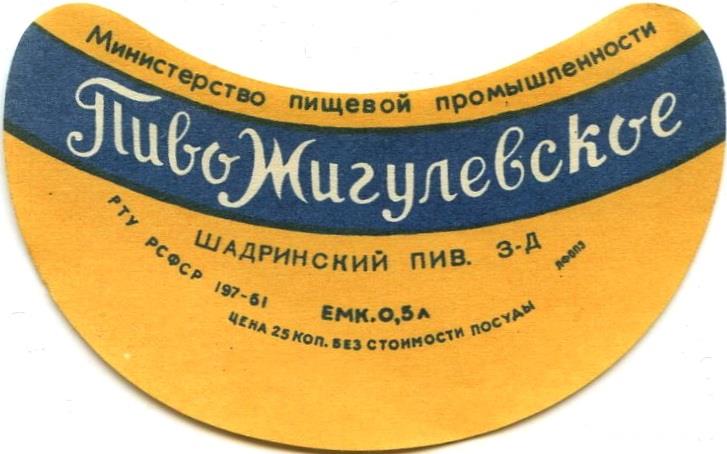 Министерство пищевой промышленности
Пиво Жигулевское
ШАДРИНСКИЙ ПИВ. З-Д
РТУ РСФСР 197-61
ЕМК. 0,5 л
ЦЕНА 25 КОП. БЕЗ СТОИМОСТИ ПОСУДЫ